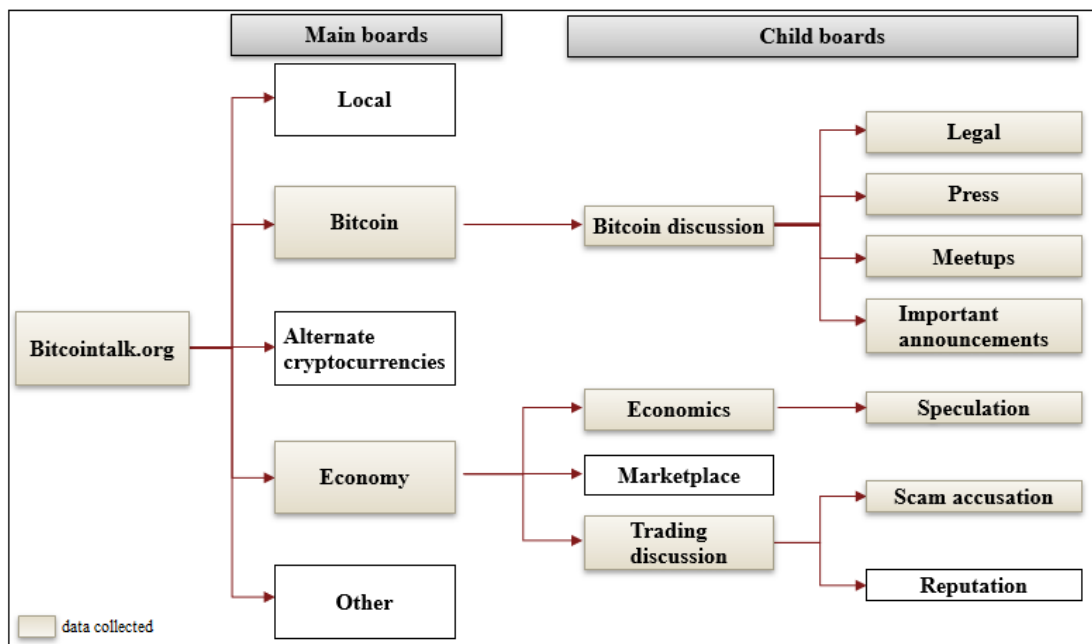 Main boards
Child boards
Local
Legal
Bitcoin
Bitcoin discussion
Press
Meetups
Bitcointalk.org
Alternate
cryptocurrencies
Important
announcements
Economy
Economics
Speculation
Marketplace
Trading
discussion
Scam accusation
Reputation
Other
data collected